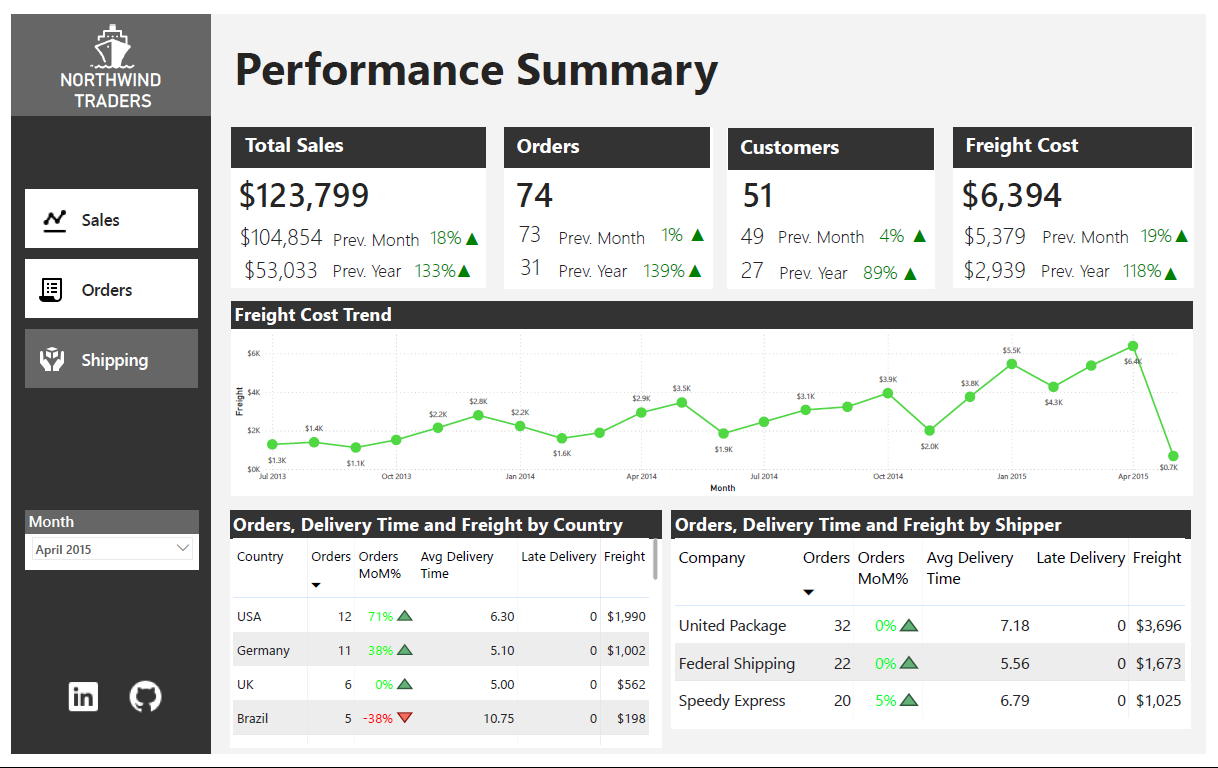 NORTHWIND
TRADERS
Performance Summary
Sales
Orders
Shipping
Month
April 2015
in
Total Sales
$123,799
$104,854 Prev. Month 18%▲
$53,033 Prev. Year 133%▲
Orders
74
73 Prev. Month 1% ▲
31 Prev. Year 139%▲
Customers
51
49 Prev. Month 4% ▲
27 Prev. Year 89% ▲
Freight Cost
$6,394
$5,379 Prev. Month 19%▲
$2,939 Prev. Year 118%▲
Freight Cost Trend
Freight
$6K
$4K
$2K
$0K
$1.3K
$1.4K
$1.1K
$2.2K
$2.8K
$2.2K
$1.6K
$2.9K
$3.5K
$1.9K
$3.1K
$3.9K
$2.0K
$3.8K
$5.5K
$4.3K
$6.4K
$0.7K
Jul 2013 Oct 2013 Jan 2014 Apr 2014 Jul 2014 Oct 2014 Jan 2015 Apr 2015
Month
Orders, Delivery Time and Freight by Country
Country Orders Orders MoM% Avg Delivery Time Late Delivery Freight
USA 12 71% 6.30 0 $1,990
Germany 11 38% 5.10 0 $1,002
UK 6 0% 5.00 0 $562
Brazil 5 -38% 10.75 0 $198
Orders, Delivery Time and Freight by Shipper
Company Orders Orders MoM% Avg Delivery Time Late Delivery Freight
United Package 32 0% 7.18 0 $3,696
Federal Shipping 22 0% 5.56 0 $1,673
Speedy Express 20 5% 6.79 0 $1,025